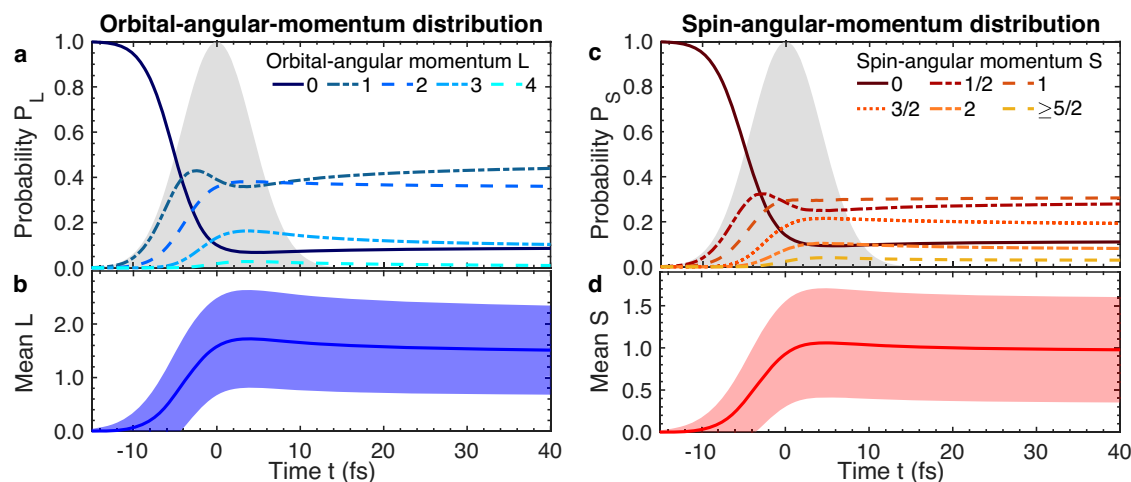 Orbital-angular-momentum distribution
a
Probability P_L
1.0
0.8
0.6
0.4
0.2
0.0
Orbital-angular momentum L
0 1 2 3 4
b
Mean L
2.0
1.0
0.0
-10 0 10 20 30 40
Time t (fs)
Spin-angular-momentum distribution
c
Probability P_S
1.0
0.8
0.6
0.4
0.2
0.0
Spin-angular momentum S
0 1/2 1
3/2 2 ≥5/2
d
Mean S
1.5
1.0
0.5
0.0
-10 0 10 20 30 40
Time t (fs)